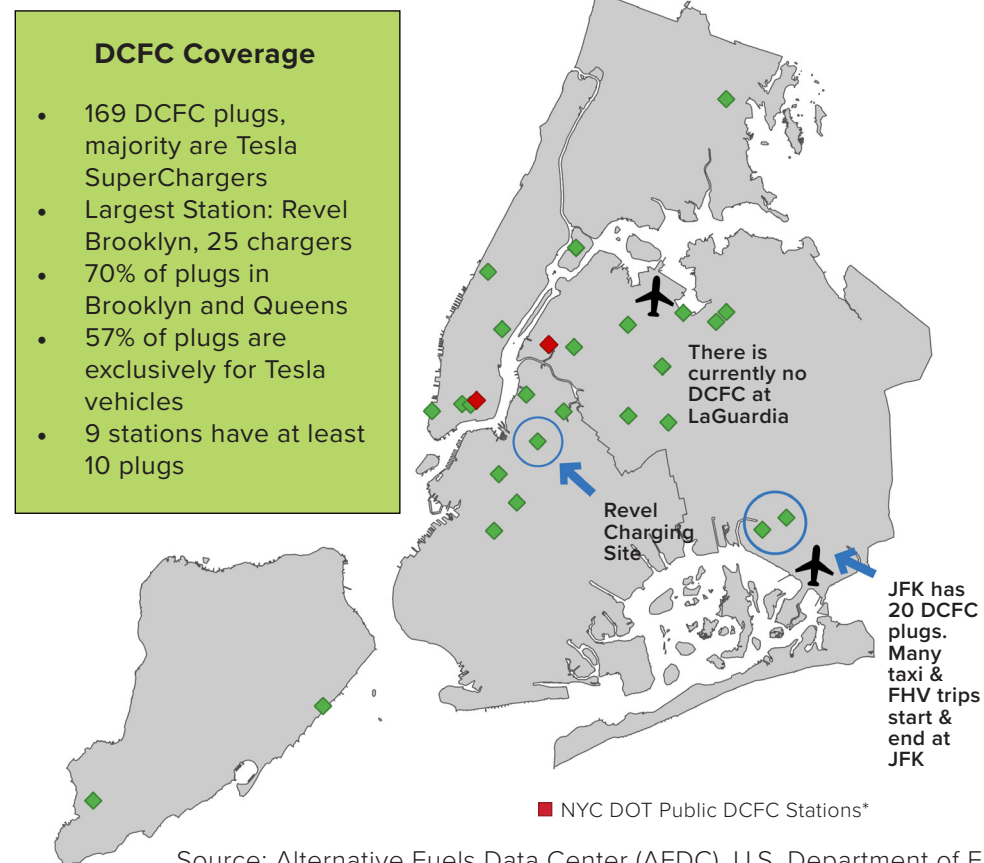 DCFC Coverage
• 169 DCFC plugs,
majority are Tesla
SuperChargers
• Largest Station: Revel
Brooklyn, 25 chargers
• 70% of plugs in
Brooklyn and Queens
• 57% of plugs are
exclusively for Tesla
vehicles
• 9 stations have at least
10 plugs
There is
currently no
DCFC at
LaGuardia
Revel
Charging
Site
JFK has
20 DCFC
plugs.
Many
taxi &
FHV trips
start &
end at
JFK
NYC DOT Public DCFC Stations*
Source: Alternative Fuels Data Center (AFDC), U.S. Department of E